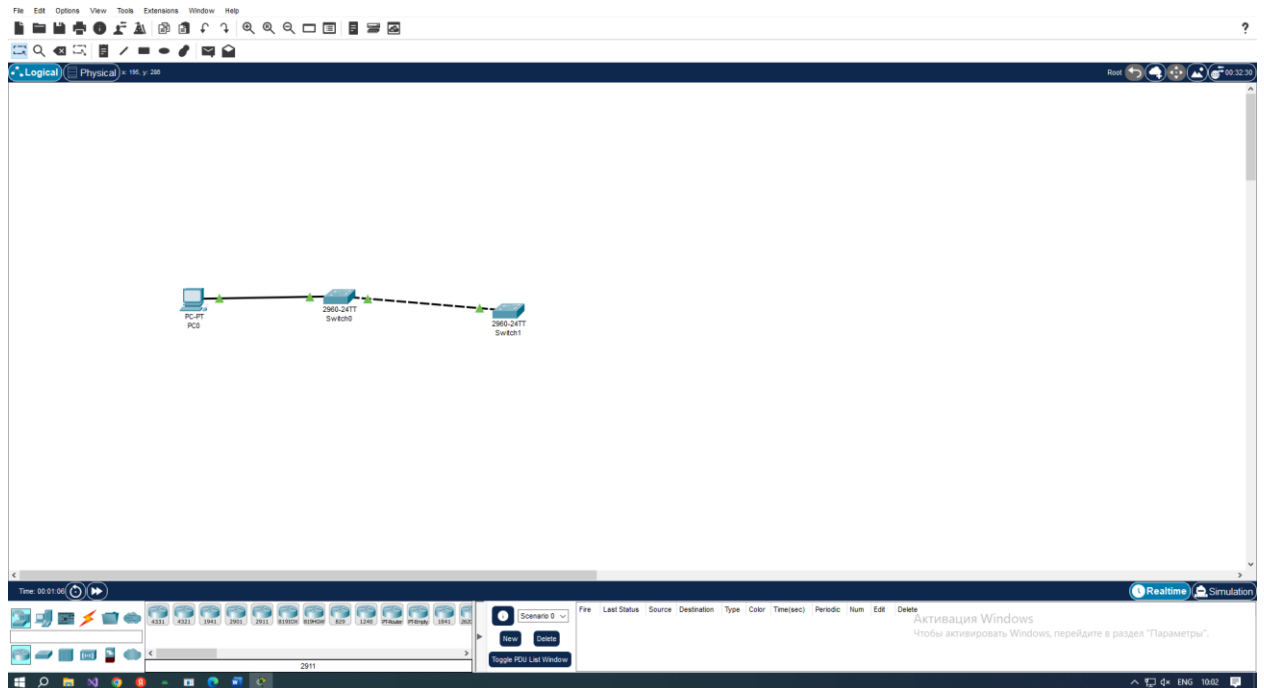 File Edit Options View Tools Extensions Window Help
?
Logical Physical x: 195, y: 288 Root 00:32:30
PC-PT
PC0
2960-24TT
Switch0
2960-24TT
Switch1
Time: 00:01:06 Realtime Simulation
4331 4321 1941 2901 2911 819IOX 819HGW 829 1240 PT-Router PT-Empty 1841
2911
Scenario 0
New Delete
Toggle PDU List Window
Fire Last Status Source Destination Type Color Time(sec) Periodic Num Edit Delete
Активация Windows
Чтобы активировать Windows, перейдите в раздел "Параметры".
ENG 10:02